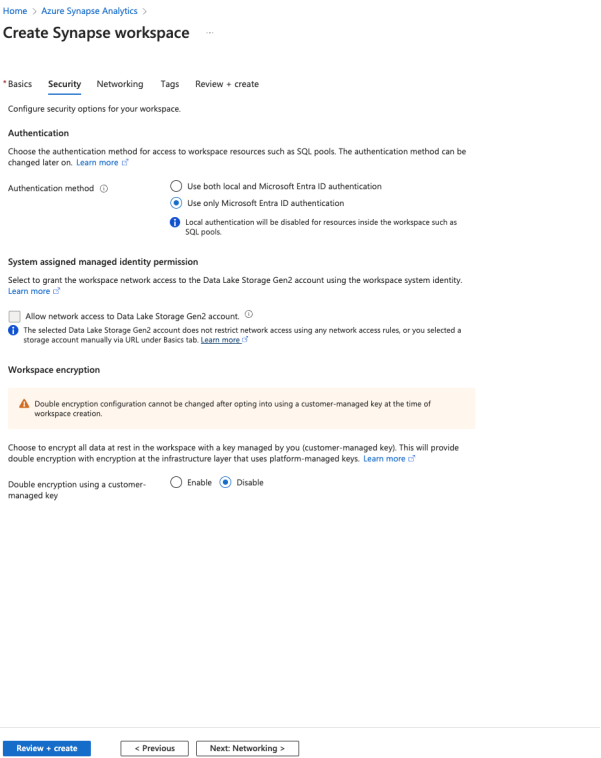 Home > Azure Synapse Analytics >
Create Synapse workspace ...
* Basics Security Networking Tags Review + create
Configure security options for your workspace.
Authentication
Choose the authentication method for access to workspace resources such as SQL pools. The authentication method can be
changed later on. Learn more
Authentication method
Use both local and Microsoft Entra ID authentication
Use only Microsoft Entra ID authentication
Local authentication will be disabled for resources inside the workspace such as
SQL pools.
System assigned managed identity permission
Select to grant the workspace network access to the Data Lake Storage Gen2 account using the workspace system identity.
Learn more
Allow network access to Data Lake Storage Gen2 account.
The selected Data Lake Storage Gen2 account does not restrict network access using any network access rules, or you selected a
storage account manually via URL under Basics tab. Learn more
Workspace encryption
Double encryption configuration cannot be changed after opting into using a customer-managed key at the time of
workspace creation.
Choose to encrypt all data at rest in the workspace with a key managed by you (customer-managed key). This will provide
double encryption with encryption at the infrastructure layer that uses platform-managed keys. Learn more
Double encryption using a customer-
managed key
Enable Disable
Review + create < Previous Next: Networking >